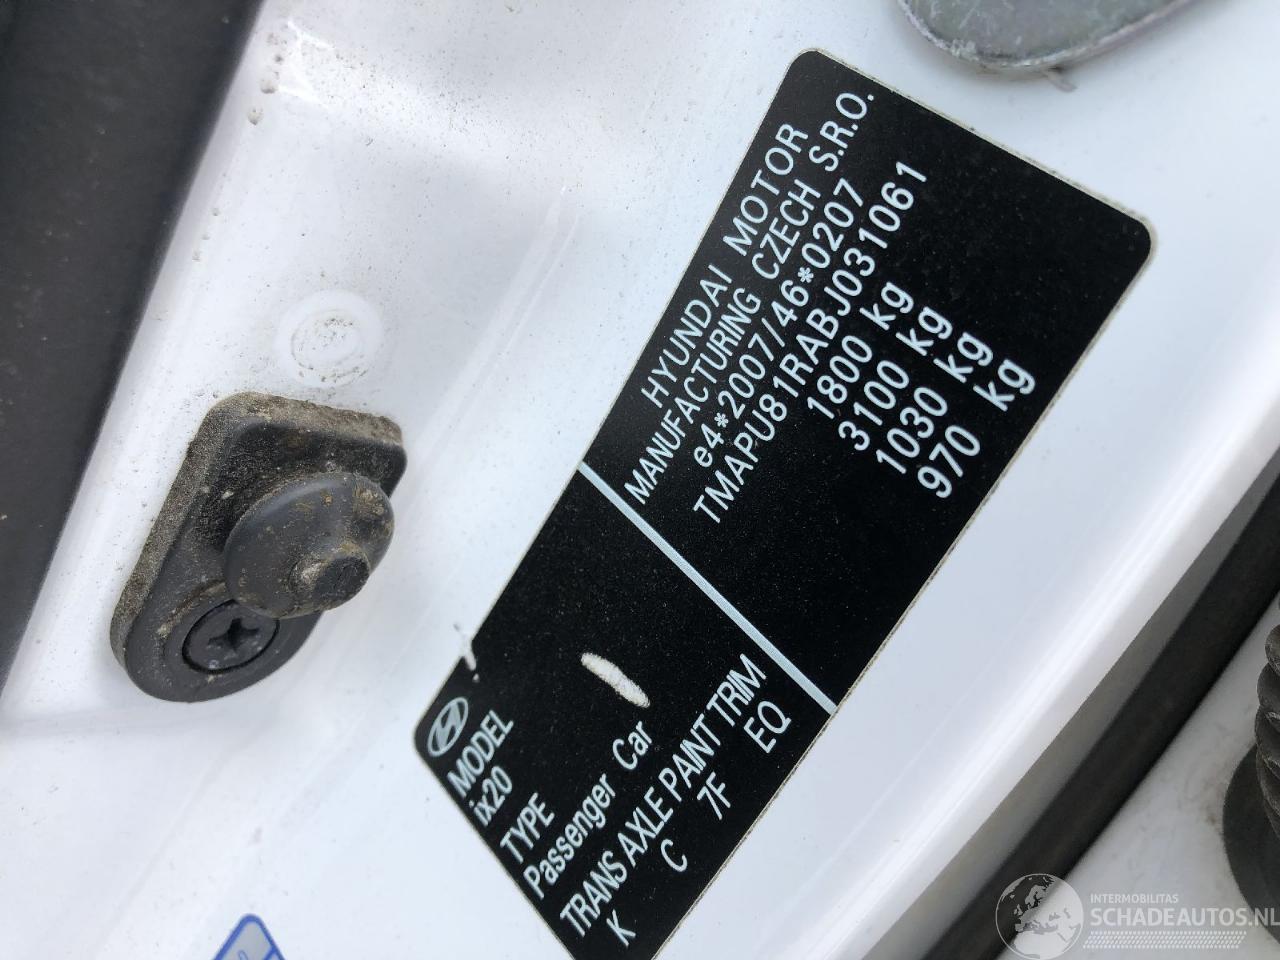 HYUNDAI MOTOR
MANUFACTURING CZECH S.R.O.
e4*2007/46*0207
TMAPU81RABJ031061
1800 kg
3100 kg
1030 kg
970 kg
MODEL
ix20
TYPE
Passenger Car
TRANS AXLE PAINT TRIM
K C 7F EQ
INTERMOBILITAS
SCHADEAUTOS.NL